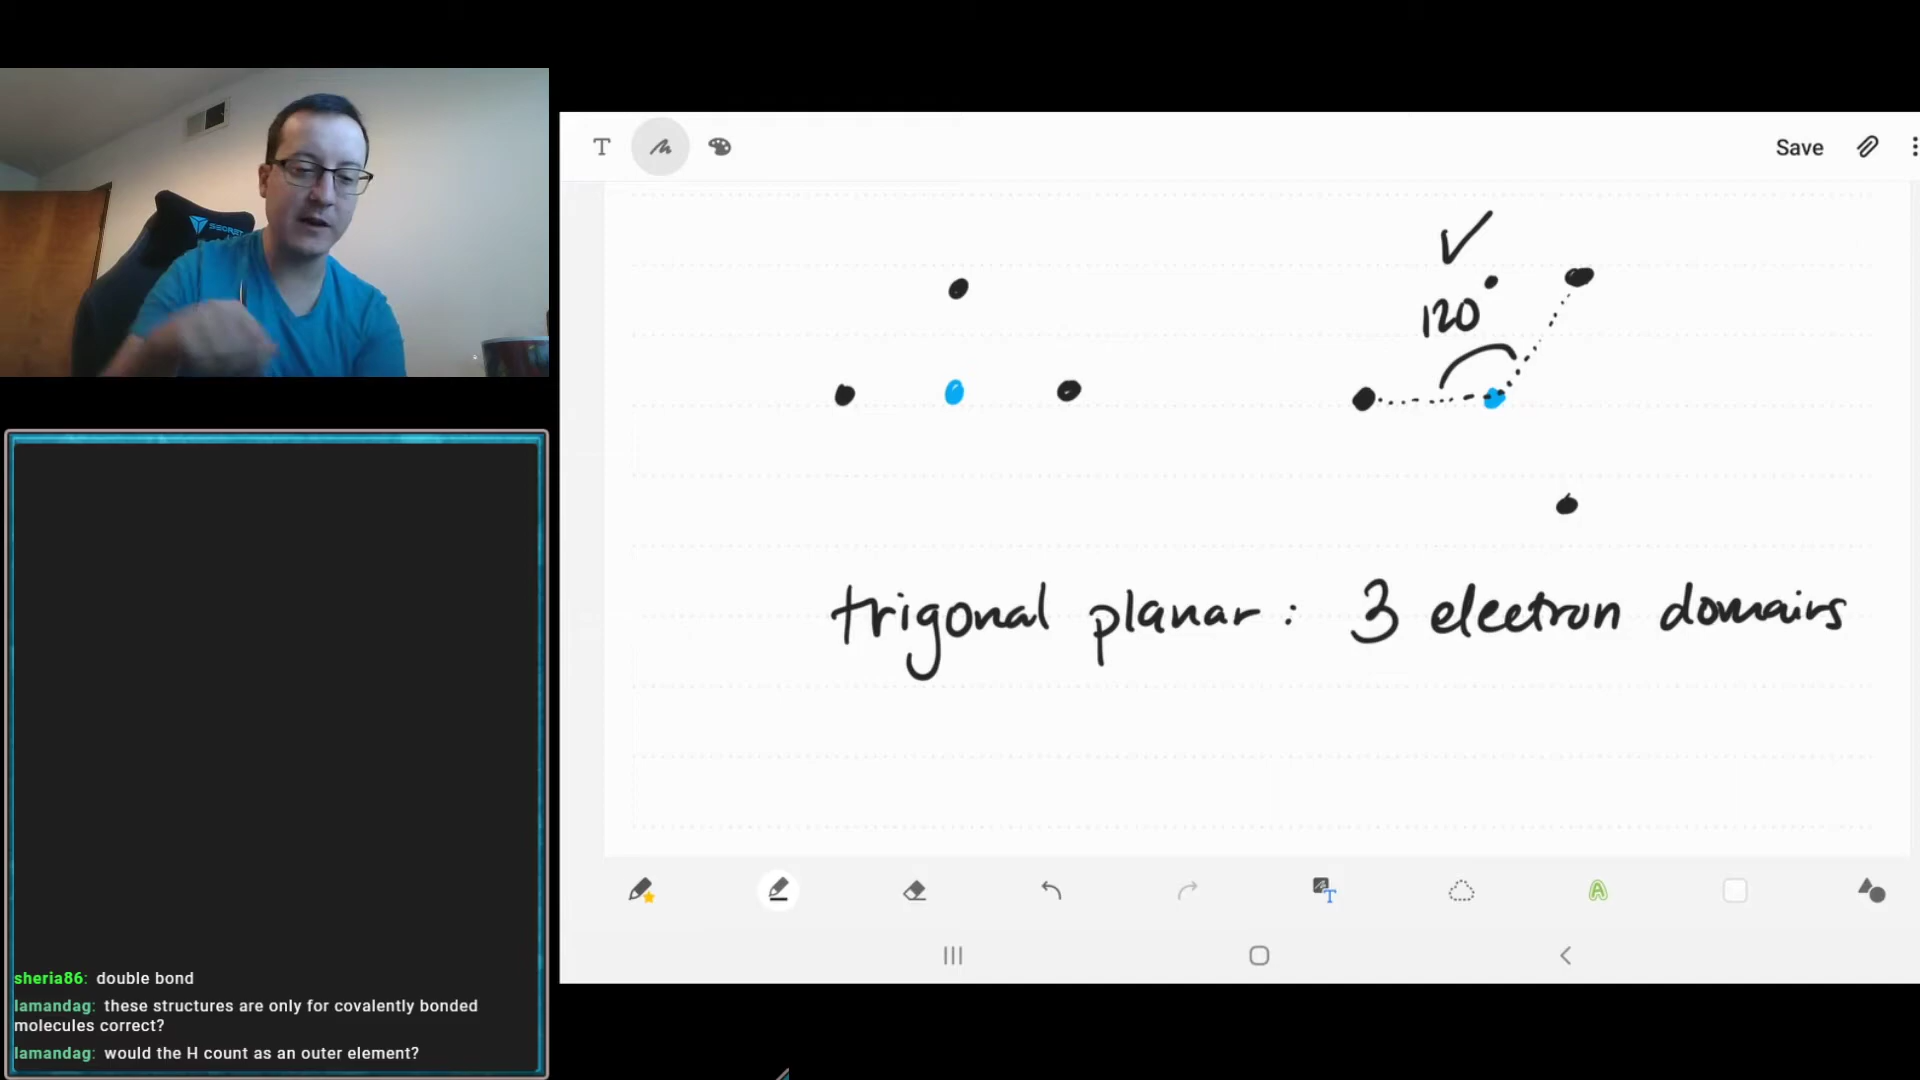 T
Save
SECRET
120°
trigonal planar : 3 electron domains
T
A
sheria86: double bond
lamandag: these structures are only for covalently bonded
molecules correct?
lamandag: would the H count as an outer element?